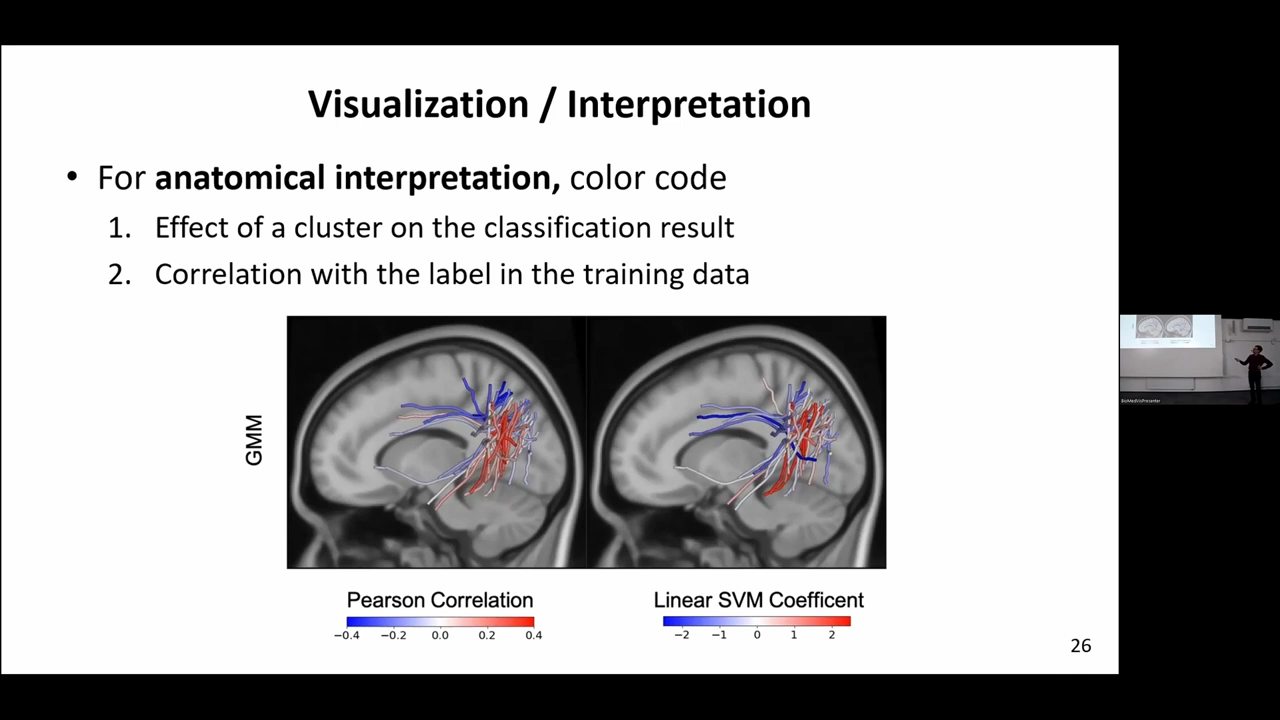 Visualization / Interpretation
• For anatomical interpretation, color code
1. Effect of a cluster on the classification result
2. Correlation with the label in the training data
GMM
Pearson Correlation
−0.4 −0.2 0.0 0.2 0.4
Linear SVM Coefficent
−2 −1 0 1 2
26
BioMedVisPresenter